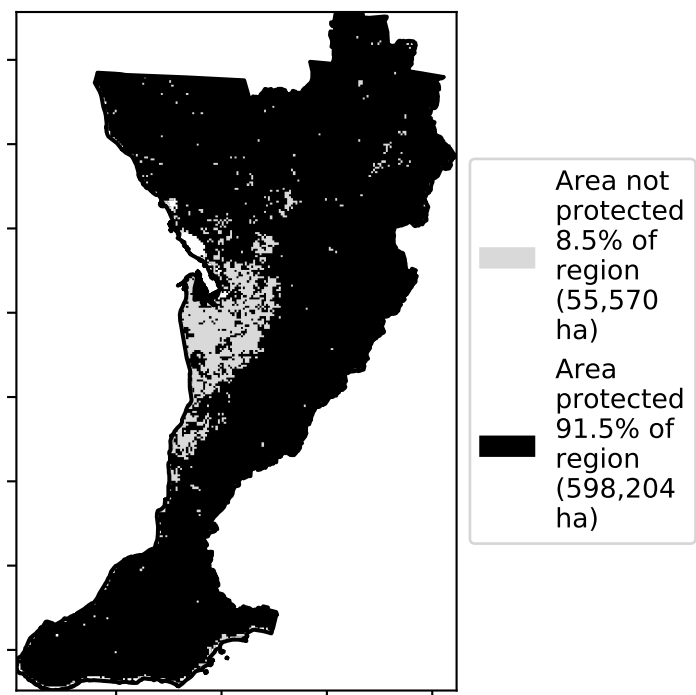 Area not
protected
8.5% of
region
(55,570
ha)
Area
protected
91.5% of
region
(598,204
ha)